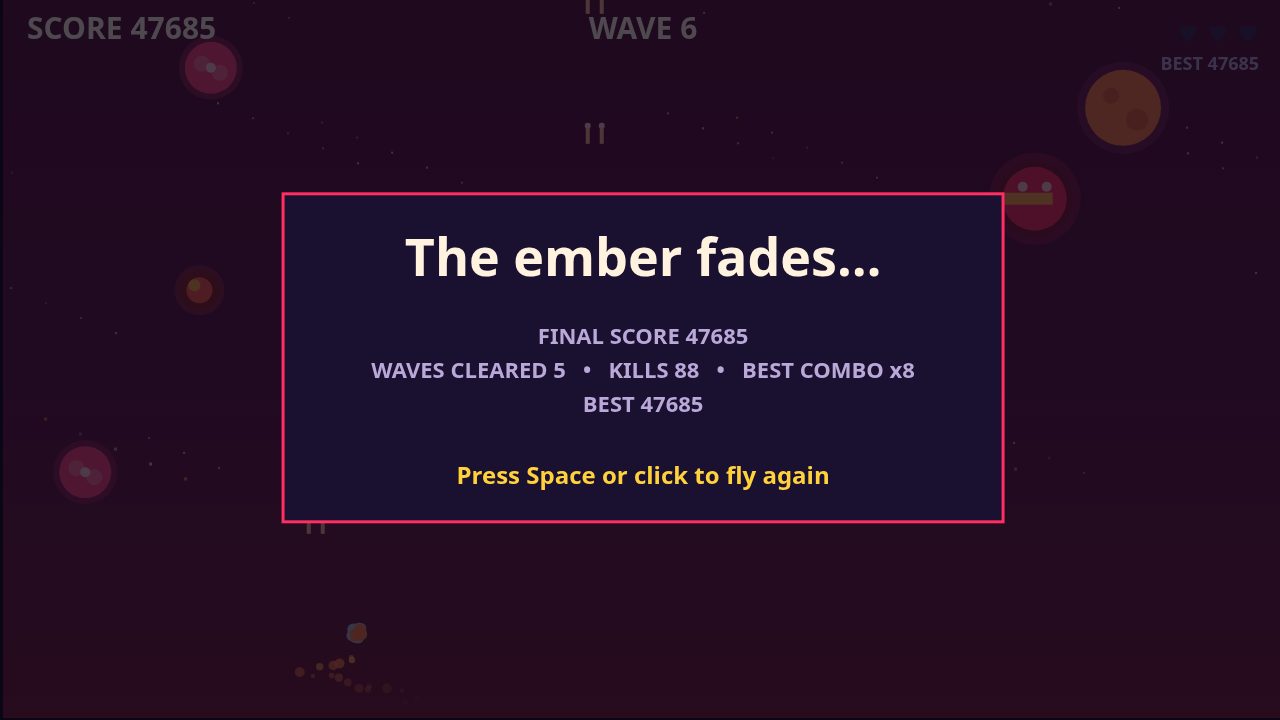 SCORE 47685
WAVE 6
BEST 47685
The ember fades...
FINAL SCORE 47685
WAVES CLEARED 5 • KILLS 88 • BEST COMBO x8
BEST 47685
Press Space or click to fly again